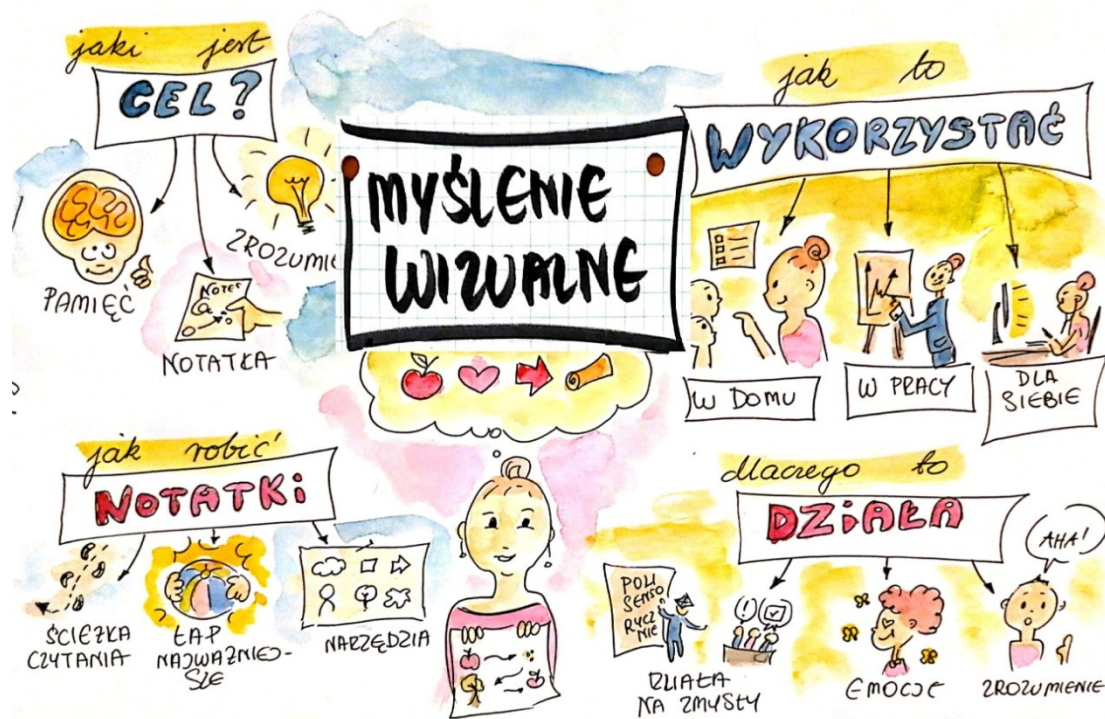 jaki jest
CEL?
PAMIĘĆ
NOTES
NOTATKA
ZROZUMIE
MYŚLENIE
WIZUALNE
jak to
WYKORZYSTAĆ
W DOMU
W PRACY
DLA
SIEBIE
jak robić
NOTATKI
ŚCIEŻKA
CZYTANIA
ŁAP
NAJWAŻNIEJ-
SZE
NARZĘDZIA
dlaczego to
DZIAŁA
POLI
SENSO
RYCZ
NIE
DZIAŁA
NA ZMYSŁY
EMOCJE
AHA!
ZROZUMIENIE